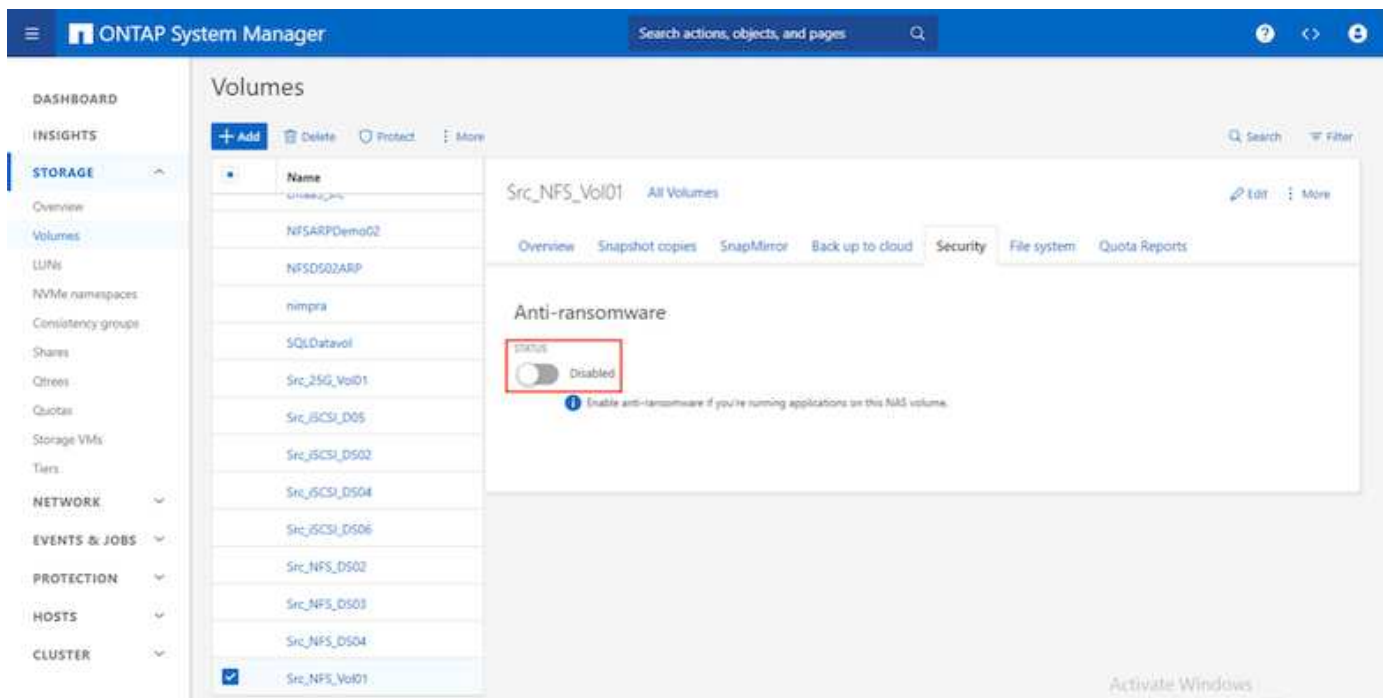 ONTAP System Manager
Search actions, objects, and pages
DASHBOARD
INSIGHTS
STORAGE
Overview
Volumes
LUNs
NVMe namespaces
Consistency groups
Shares
Qtrees
Quotas
Storage VMs
Tiers
NETWORK
EVENTS & JOBS
PROTECTION
HOSTS
CLUSTER
Volumes
+ Add Delete Protect More
Search Filter
Name
NFSARPDemo02
NFSDS02ARP
nimpra
SQLDatavol
Src_25G_Vol01
Src_iSCSI_D05
Src_iSCSI_DS02
Src_iSCSI_DS04
Src_iSCSI_DS06
Src_NFS_DS02
Src_NFS_DS03
Src_NFS_DS04
Src_NFS_Vol01
Src_NFS_Vol01 All Volumes
Edit More
Overview Snapshot copies SnapMirror Back up to cloud Security File system Quota Reports
Anti-ransomware
STATUS
Disabled
Enable anti-ransomware if you're running applications on this NAS volume.
Activate Windows